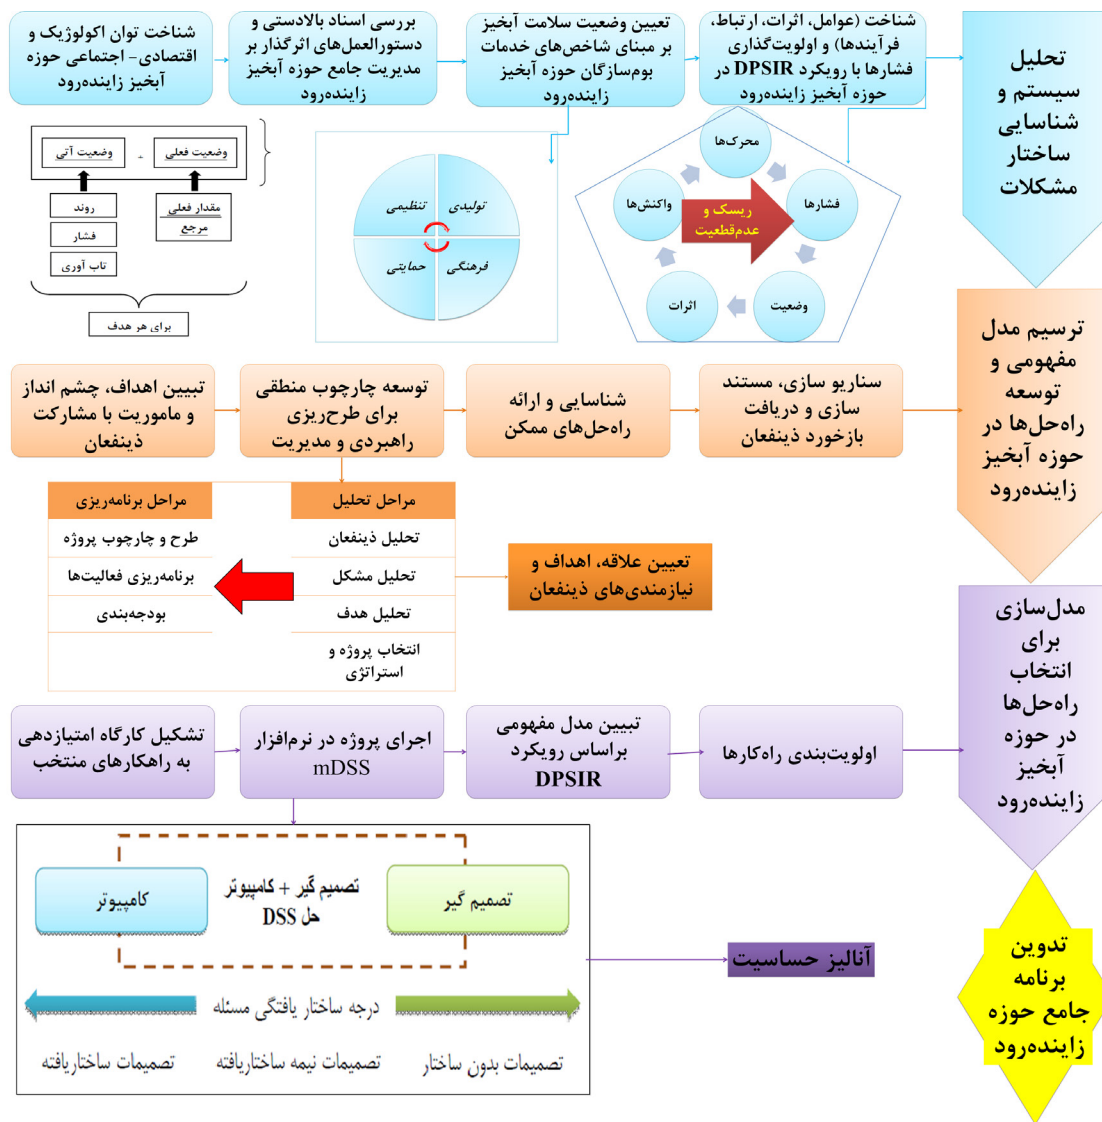 شناخت توان اکولوژیک و
اقتصادی- اجتماعی حوزه
آبخیز زاینده‌رود
بررسی اسناد بالادستی و
دستورالعمل‌های اثرگذار بر
مدیریت جامع حوزه آبخیز
زاینده‌رود
تعیین وضعیت سلامت آبخیز
بر مبنای شاخص‌های خدمات
بوم‌سازگان حوزه آبخیز
زاینده‌رود
شناخت (عوامل، اثرات، ارتباط،
فرآیندها) و اولویت‌گذاری
فشارها با رویکرد DPSIR در
حوزه آبخیز زاینده‌رود
تحلیل
سیستم و
شناسایی
ساختار
مشکلات
وضعیت فعلی
+
وضعیت آتی
مقدار فعلی
مرجع
روند
فشار
تاب آوری
برای هر هدف
تولیدی
تنظیمی
فرهنگی
حمایتی
محرک‌ها
فشارها
وضعیت
اثرات
واکنش‌ها
ریسک و
عدم‌قطعیت
ترسیم مدل
مفهومی و
توسعه
راه‌حل‌ها در
حوزه آبخیز
زاینده‌رود
تبیین اهداف، چشم انداز
و ماموریت با مشارکت
ذینفعان
توسعه چارچوب منطقی
برای طرح‌ریزی
راهبردی و مدیریت
شناسایی و ارائه
راه‌حل‌های ممکن
سناریو سازی، مستند
سازی و دریافت
بازخورد ذینفعان
مراحل تحلیل
تحلیل ذینفعان
تحلیل مشکل
تحلیل هدف
انتخاب پروژه و
استراتژی
مراحل برنامه‌ریزی
طرح و چارچوب پروژه
برنامه‌ریزی فعالیت‌ها
بودجه‌بندی
تعیین علاقه، اهداف و
نیازمندی‌های ذینفعان
مدل‌سازی
برای
انتخاب
راه‌حل‌ها
در حوزه
آبخیز
زاینده‌رود
تشکیل کارگاه امتیازدهی
به راهکارهای منتخب
اجرای پروژه در نرم‌افزار
mDSS
تبیین مدل مفهومی
براساس رویکرد
DPSIR
اولویت‌بندی راه‌کارها
تصمیم گیر
تصمیم گیر + کامپیوتر
حل DSS
کامپیوتر
درجه ساختار یافتگی مسئله
تصمیمات بدون ساختار
تصمیمات نیمه ساختاریافته
تصمیمات ساختاریافته
آنالیز حساسیت
تدوین
برنامه
جامع حوزه
زاینده‌رود